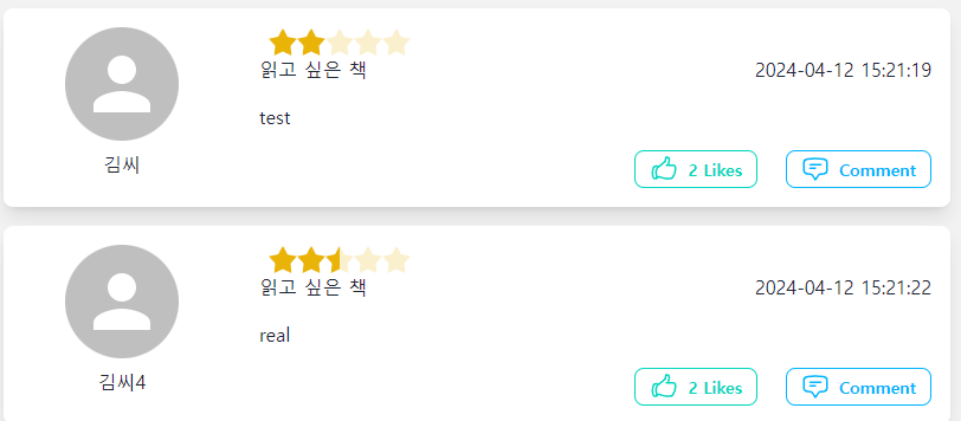 읽고 싶은 책
2024-04-12 15:21:19
test
김씨
2 Likes
Comment
읽고 싶은 책
2024-04-12 15:21:22
real
김씨4
2 Likes
Comment